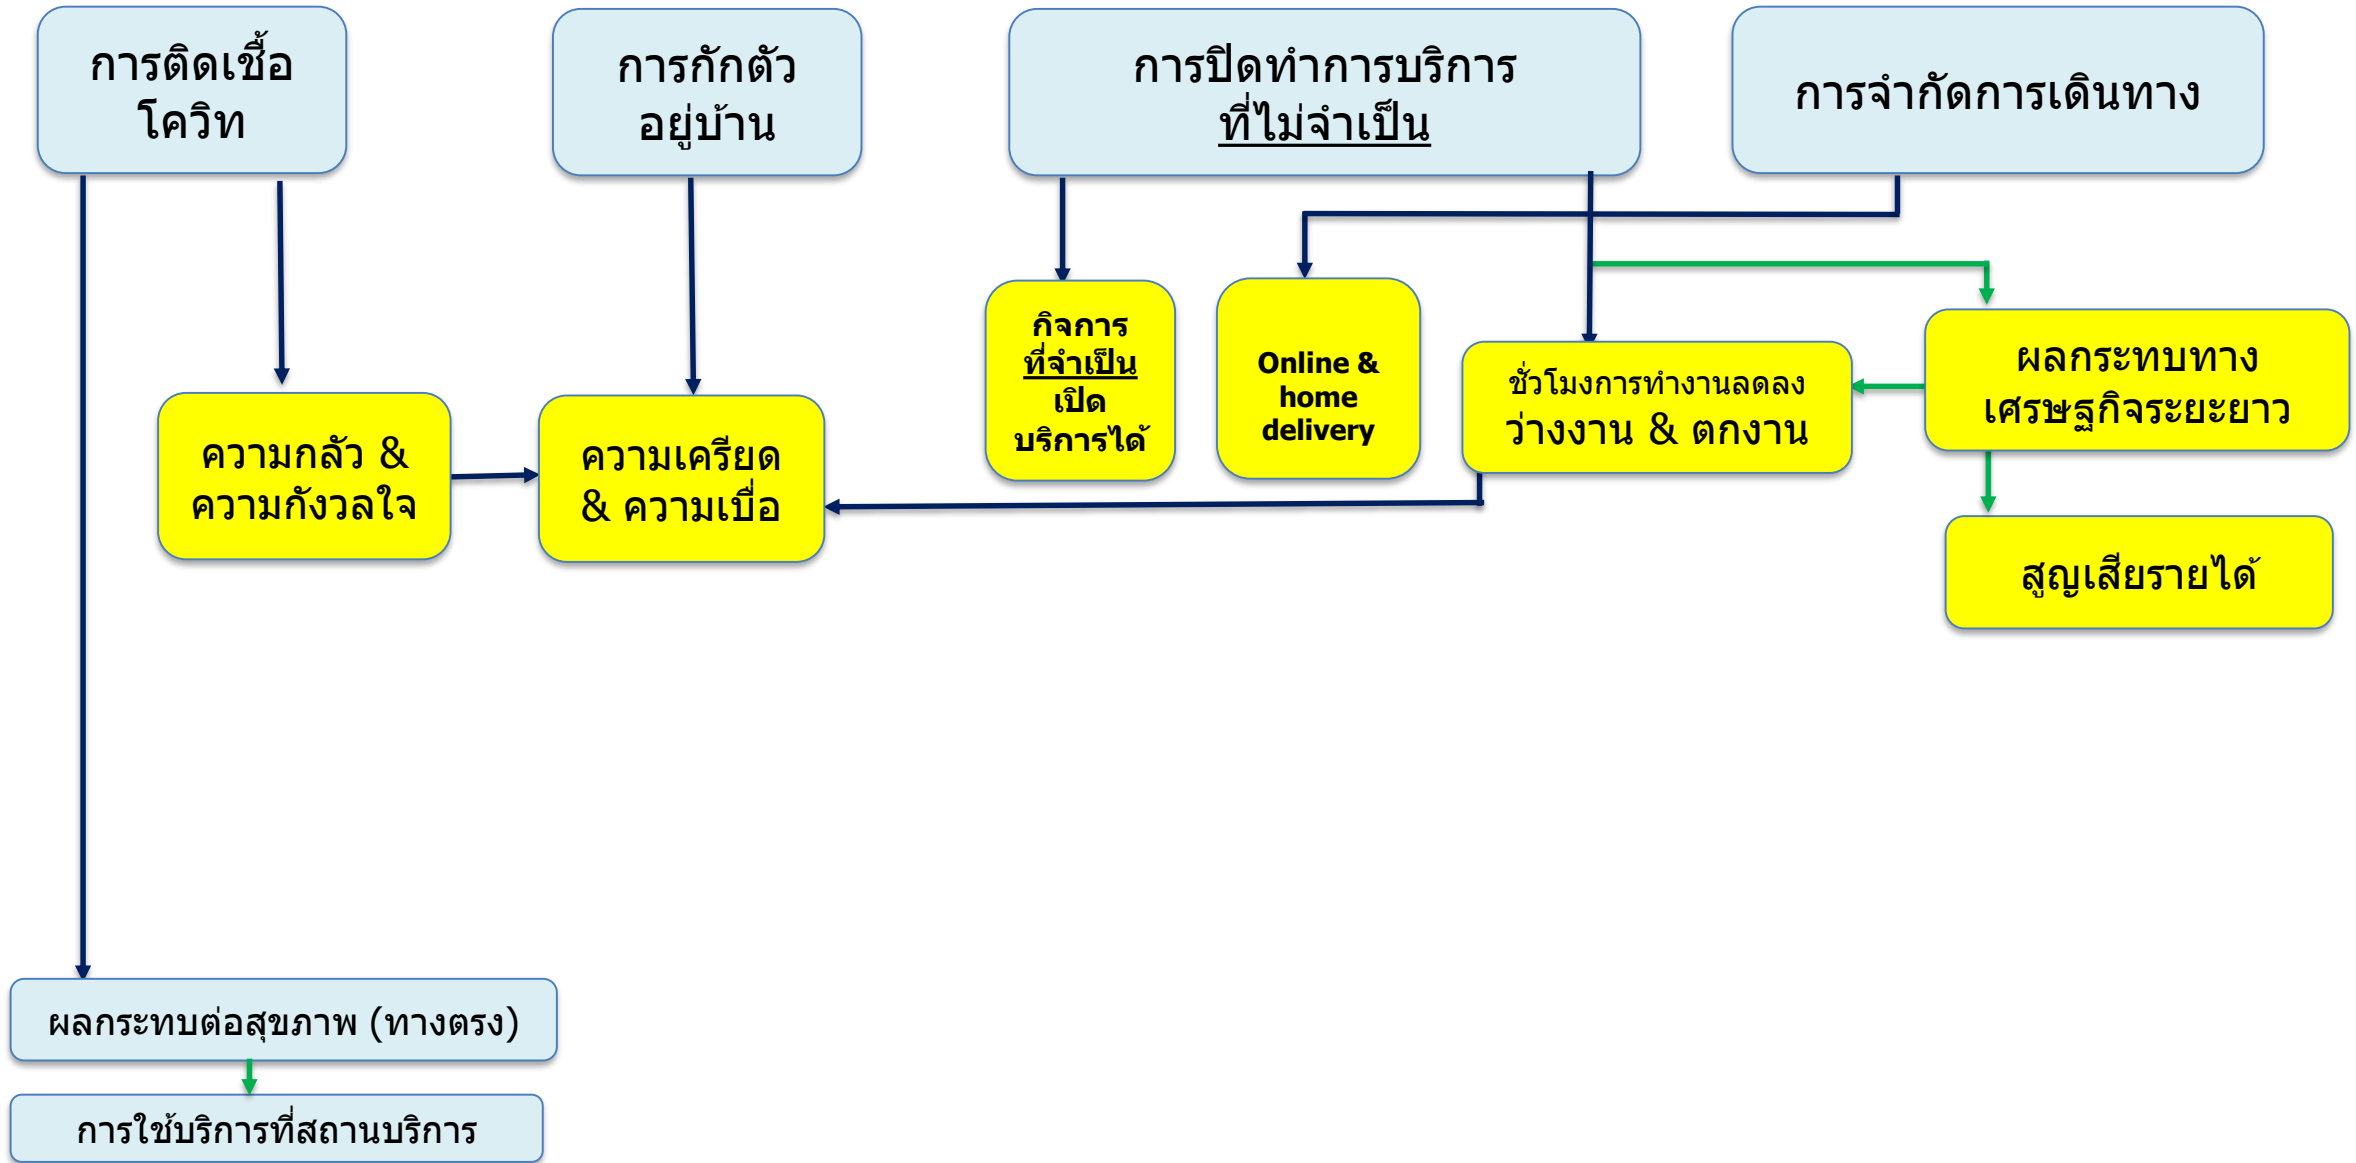 การติดเชื้อ
โควิท
การกักตัว
อยู่บ้าน
การปิดทำการบริการ
ที่ไม่จำเป็น
การจำกัดการเดินทาง
กิจการ
ที่จำเป็น
เปิด
บริการได้
Online &
home
delivery
ชั่วโมงการทำงานลดลง
ว่างงาน & ตกงาน
ผลกระทบทาง
เศรษฐกิจระยะยาว
ความกลัว &
ความกังวลใจ
ความเครียด
& ความเบื่อ
สูญเสียรายได้
ผลกระทบต่อสุขภาพ (ทางตรง)
การใช้บริการที่สถานบริการ